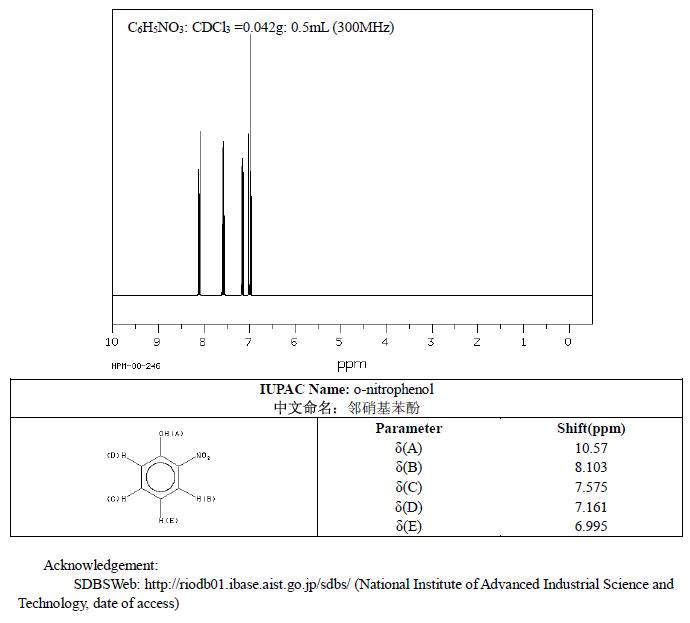 C₆H₅NO₃: CDCl₃ =0.042g: 0.5mL (300MHz)
10 9 8 7 6 5 4 3 2 1 0
HPM-00-246
ppm
IUPAC Name: o-nitrophenol
中文命名：邻硝基苯酚
Parameter Shift(ppm)
δ(A) 10.57
δ(B) 8.103
δ(C) 7.575
δ(D) 7.161
δ(E) 6.995
OH(A)
(D)H NO₂
(C)H H(B)
H(E)
Acknowledgement:
SDBSWeb: http://riodb01.ibase.aist.go.jp/sdbs/ (National Institute of Advanced Industrial Science and
Technology, date of access)